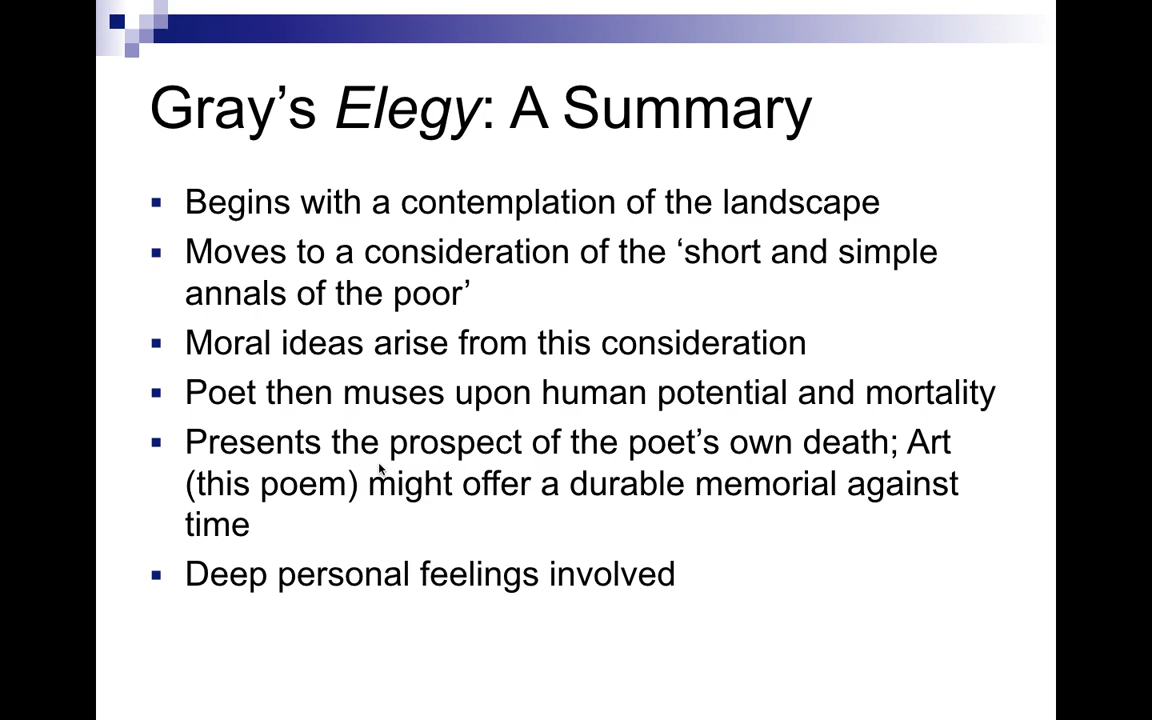 Gray’s Elegy: A Summary
Begins with a contemplation of the landscape
Moves to a consideration of the ‘short and simple
annals of the poor’
Moral ideas arise from this consideration
Poet then muses upon human potential and mortality
Presents the prospect of the poet’s own death; Art
(this poem) might offer a durable memorial against
time
Deep personal feelings involved